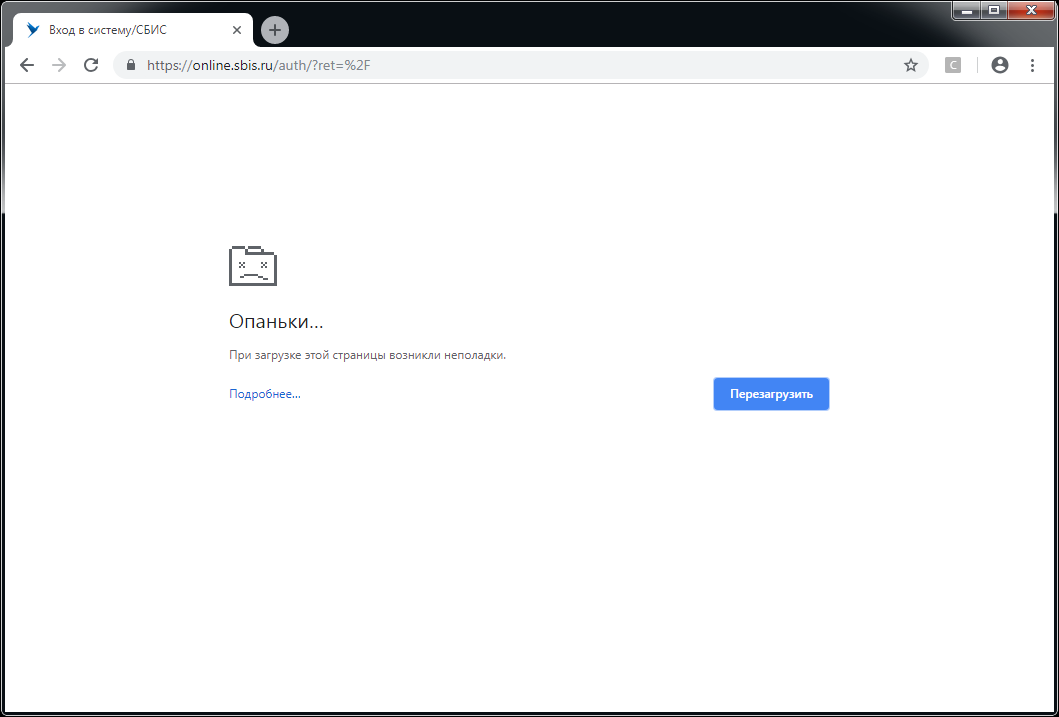 Вход в систему/СБИС
https://online.sbis.ru/auth/?ret=%2F
C
Опаньки...
При загрузке этой страницы возникли неполадки.
Подробнее...
Перезагрузить